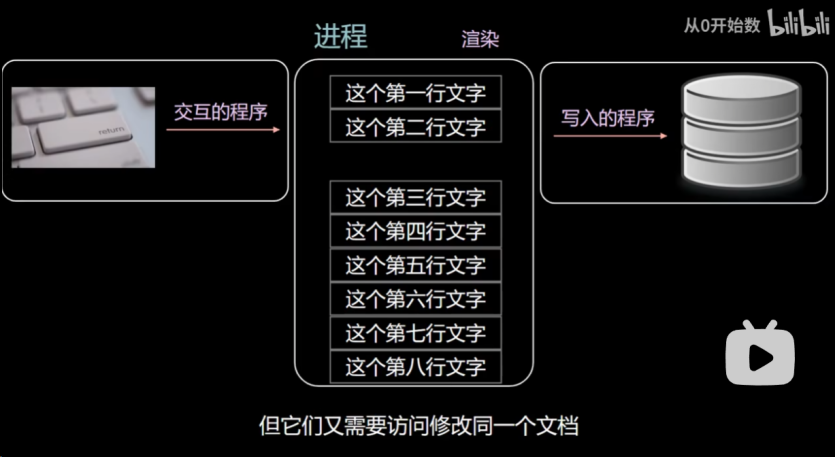 从0开始数 bilibili
进程
渲染
return
交互的程序
这个第一行文字
这个第二行文字
这个第三行文字
这个第四行文字
这个第五行文字
这个第六行文字
这个第七行文字
这个第八行文字
写入的程序
但它们又需要访问修改同一个文档